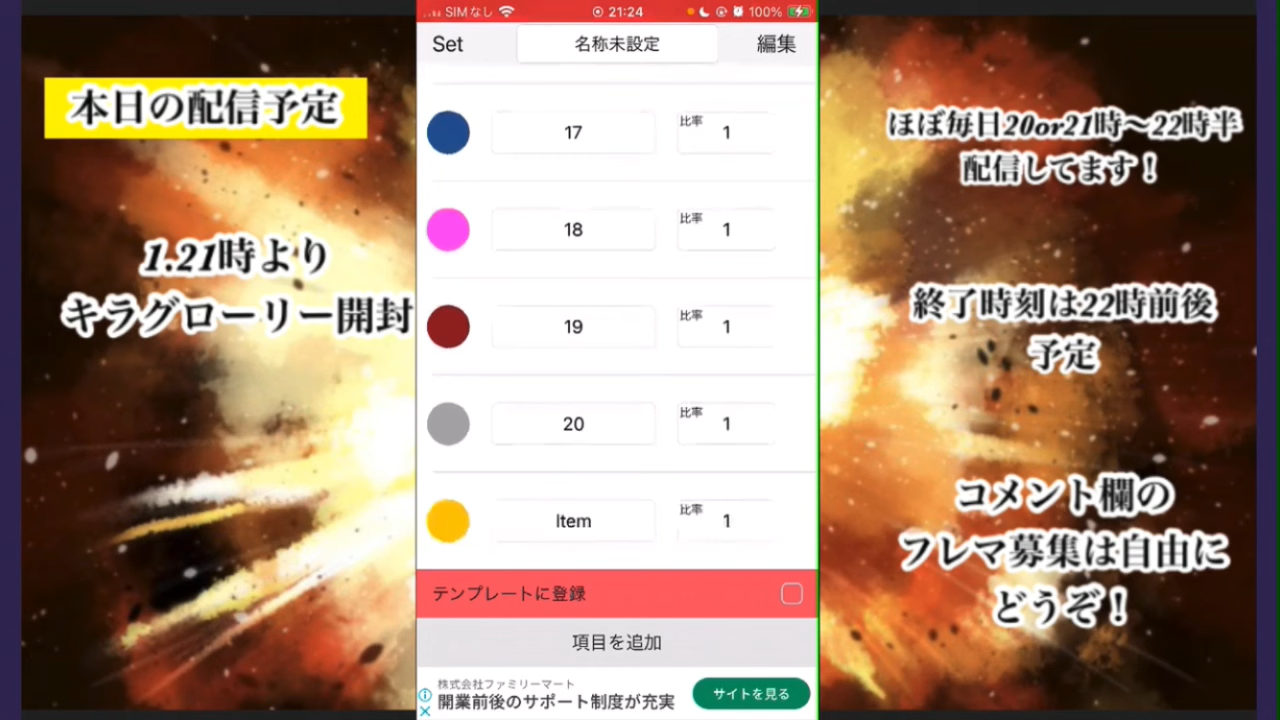 本日の配信予定
1.21時より
キラグローリー開封
SIMなし 21:24 100%
Set 名称未設定 編集
17 比率 1
18 比率 1
19 比率 1
20 比率 1
Item 比率 1
テンプレートに登録
項目を追加
株式会社ファミリーマート
開業前後のサポート制度が充実
サイトを見る
ほぼ毎日20or21時〜22時半
配信してます！
終了時刻は22時前後
予定
コメント欄の
フレマ募集は自由に
どうぞ！